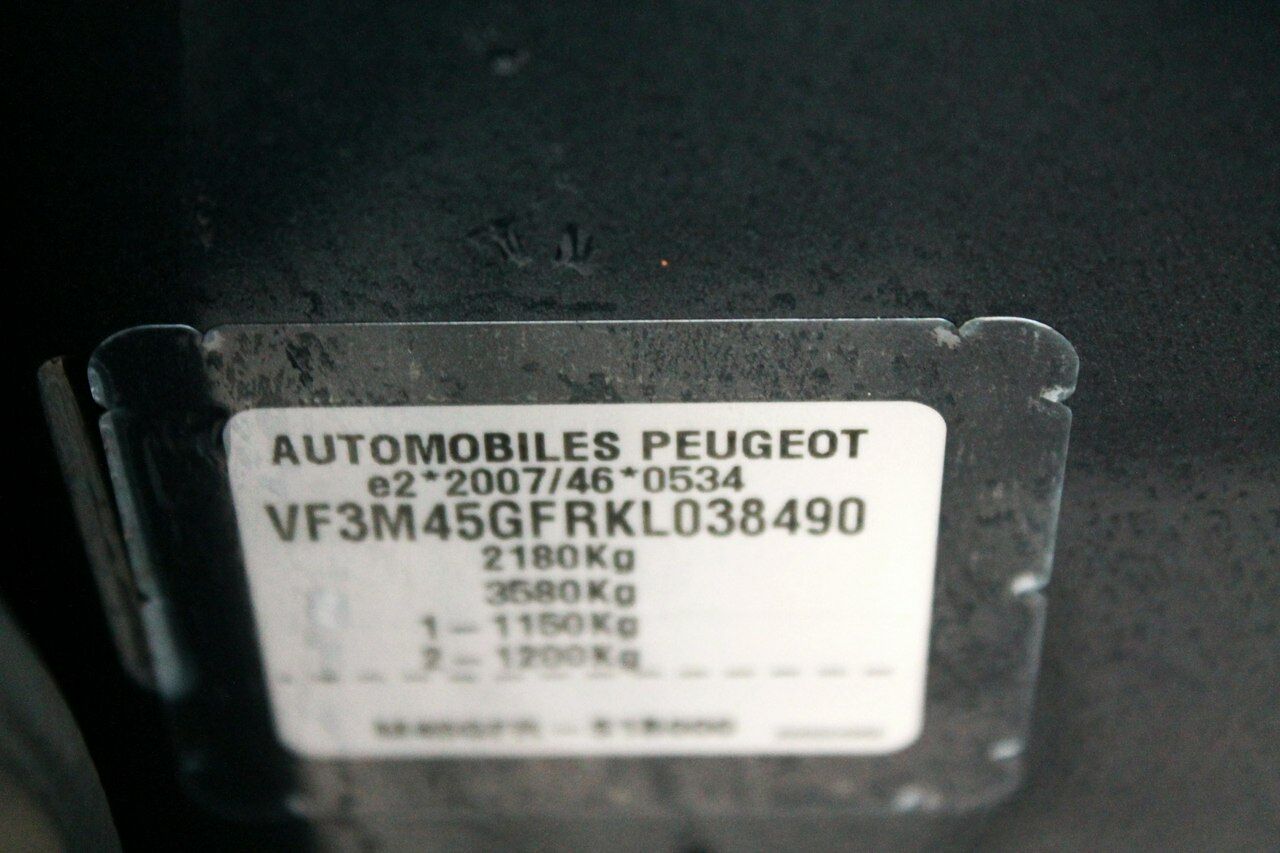 AUTOMOBILES PEUGEOT
e2*2007/46*0534
VF3M45GFRKL038490
2180Kg
3580Kg
1 – 1150Kg
2 – 1200Kg